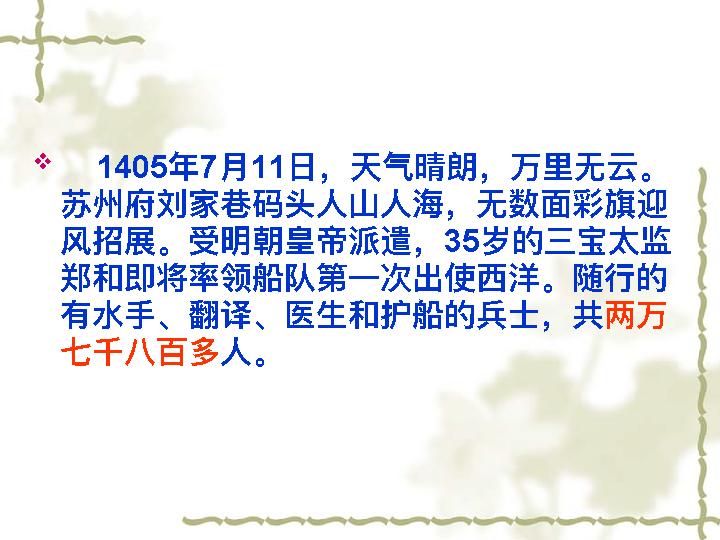 1405年7月11日，天气晴朗，万里无云。
苏州府刘家巷码头人山人海，无数面彩旗迎
风招展。受明朝皇帝派遣，35岁的三宝太监
郑和即将率领船队第一次出使西洋。随行的
有水手、翻译、医生和护船的兵士，共两万
七千八百多人。